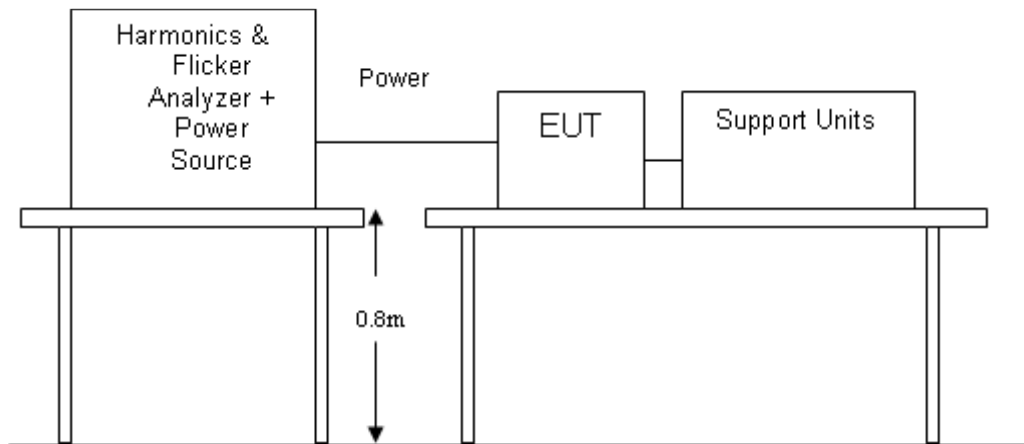 Harmonics &
Flicker
Analyzer +
Power
Source
Power
EUT
Support Units
0.8m